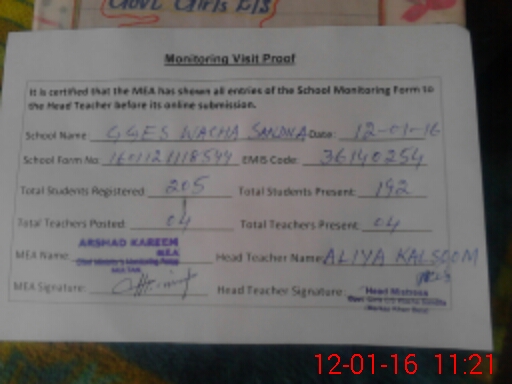 Govt Girls E/S
Monitoring Visit Proof
It is certified that the MEA has shown all entries of the School Monitoring Form to
the Head Teacher before its online submission.
School Name: GGES WACHA SANDNA Date: 12-01-16
School Form No: EMIS Code: 36140254
Total Students Registered: 205 Total Students Present: 192
Total Teachers Posted: 04 Total Teachers Present: 04
ARSHAD KAREEM
MEA
Chief Minister's Monitoring Force
MEA Name: Head Teacher Name: ALIYA KALSOOM
MEA Signature: Head Teacher Signature: Head Mistress
12-01-16 11:21